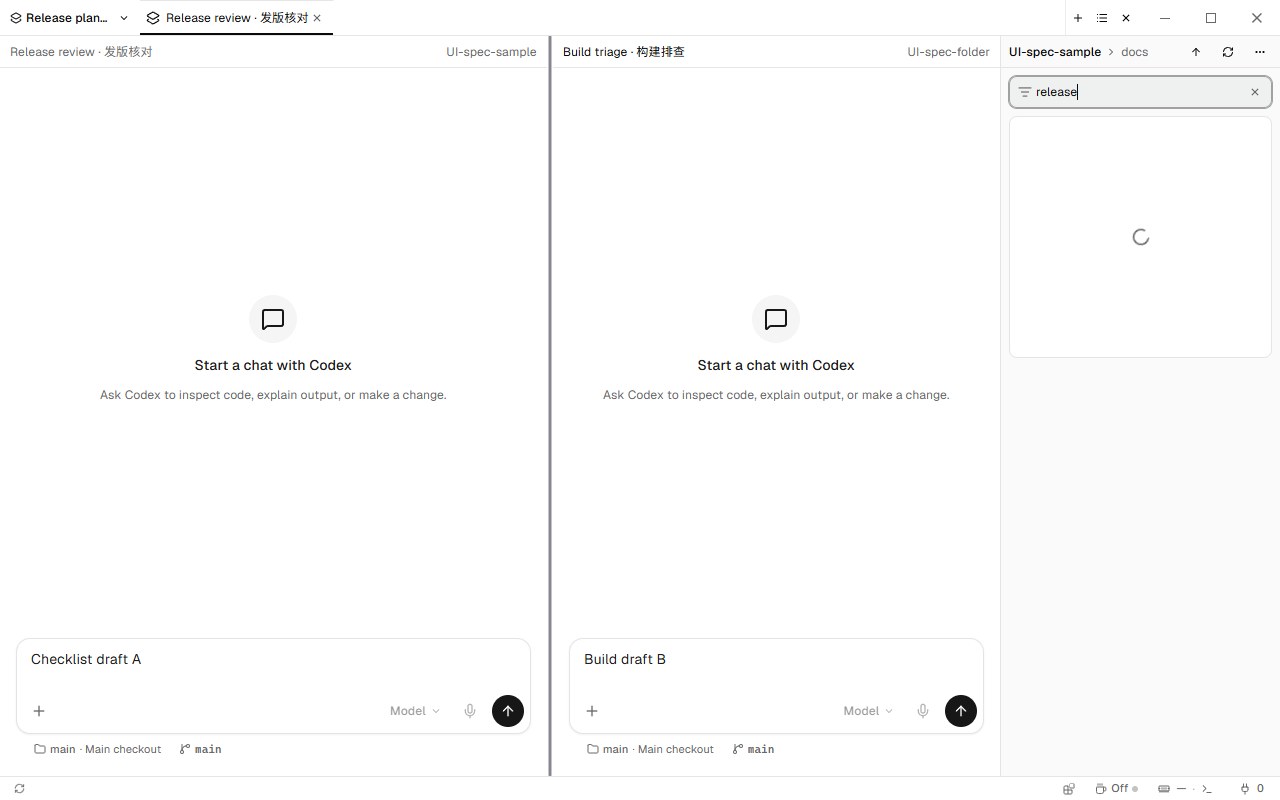 Release plan...
Release review · 发版核对
Release review · 发版核对
UI-spec-sample
Build triage · 构建排查
UI-spec-folder
UI-spec-sample > docs
release
Start a chat with Codex
Ask Codex to inspect code, explain output, or make a change.
Start a chat with Codex
Ask Codex to inspect code, explain output, or make a change.
Checklist draft A
Model
main · Main checkout
main
Build draft B
Model
main · Main checkout
main
Off
— ·
0